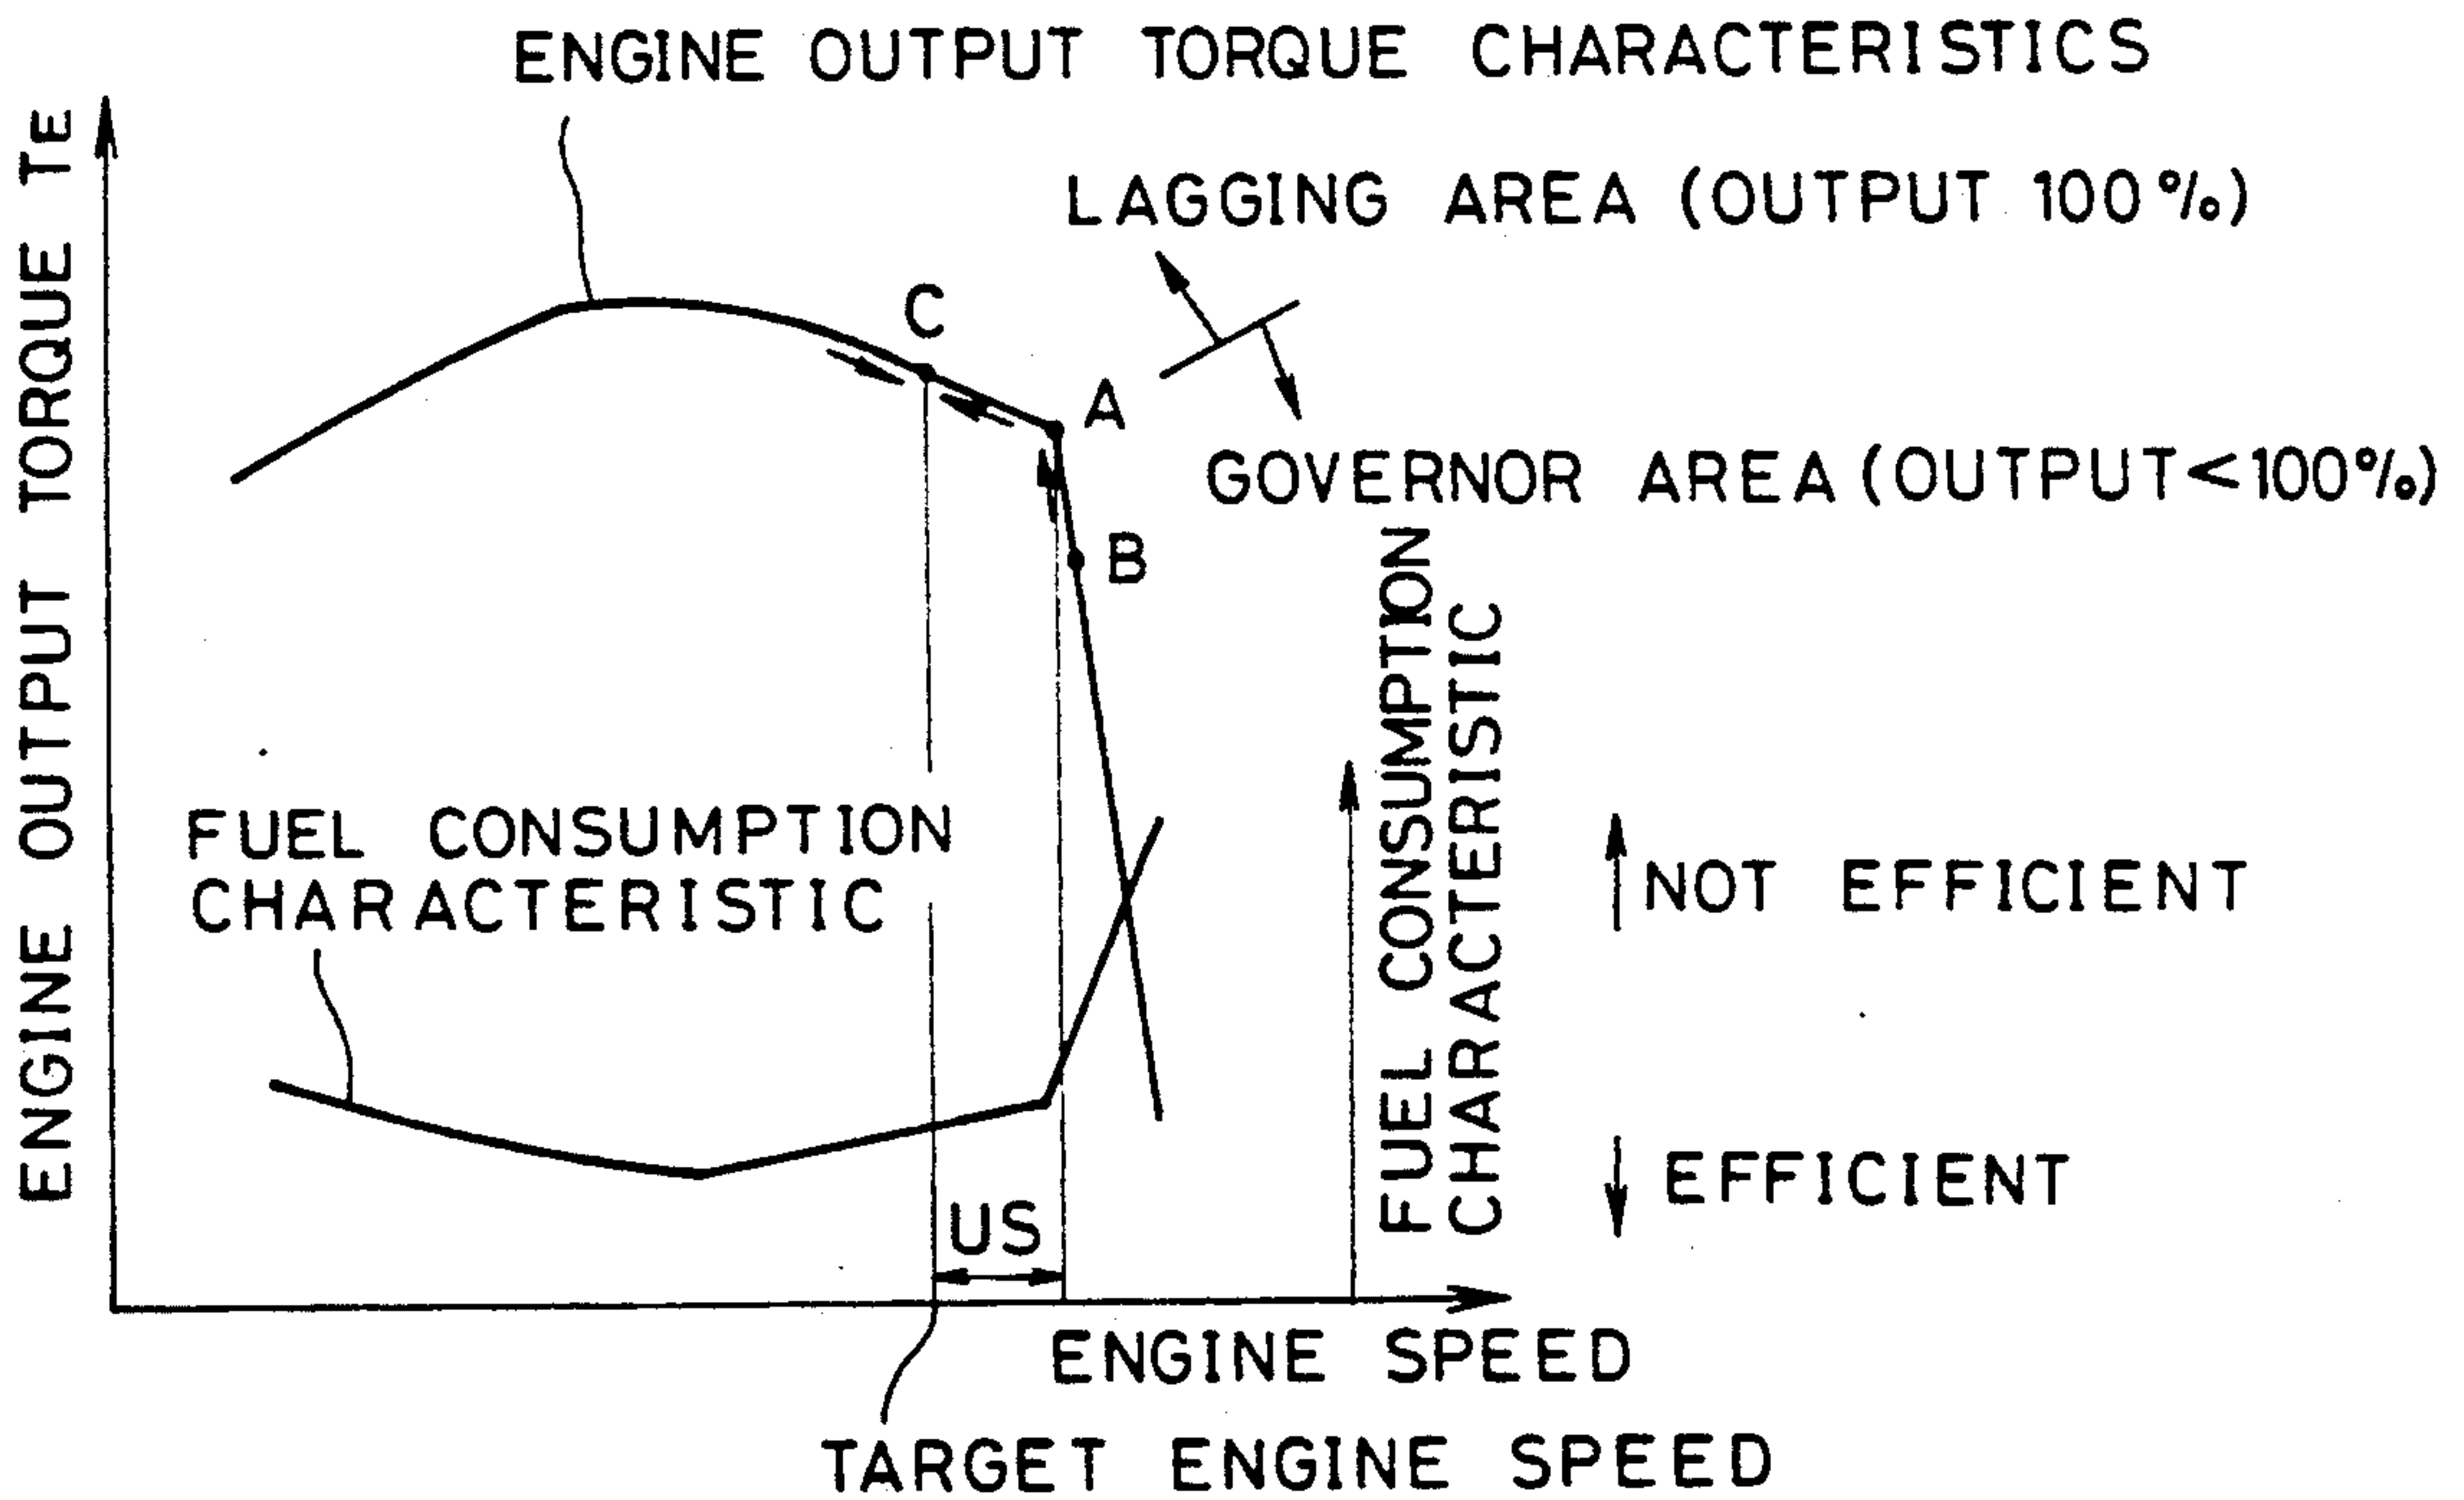 ENGINE OUTPUT TORQUE CHARACTERISTICS
ENGINE OUTPUT TORQUE TE
LAGGING AREA (OUTPUT 100%)
C
A
GOVERNOR AREA (OUTPUT<100%)
B
FUEL CONSUMPTION
CHARACTERISTIC
FUEL CONSUMPTION
CHARACTERISTIC
NOT EFFICIENT
EFFICIENT
US
ENGINE SPEED
TARGET ENGINE SPEED